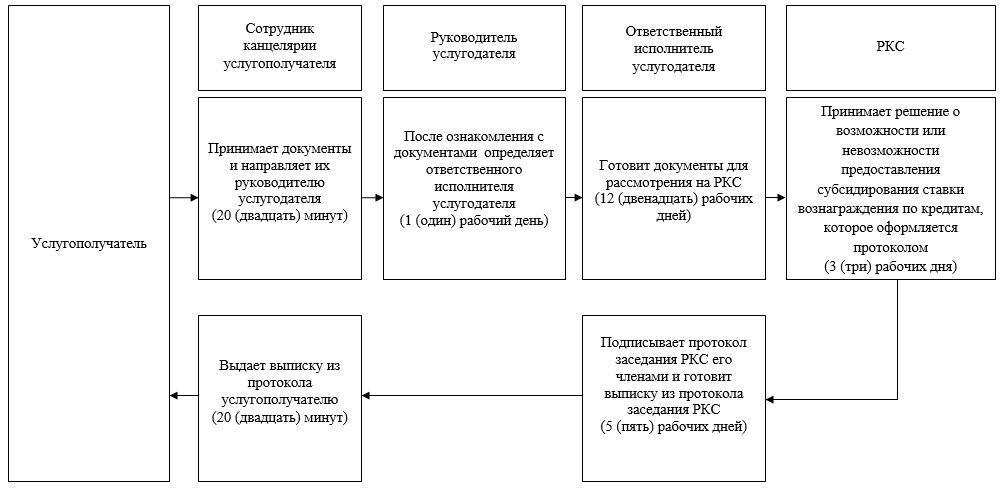 Услугополучатель
Сотрудник
канцелярии
услугополучателя
Руководитель
услугодателя
Ответственный
исполнитель
услугодателя
РКС
Принимает документы
и направляет их
руководителю
услугодателя
(20 (двадцать) минут)
После ознакомления с
документами определяет
ответственного
исполнителя
услугодателя
(1 (один) рабочий день)
Готовит документы для
рассмотрения на РКС
(12 (двенадцать) рабочих
дней)
Принимает решение о
возможности или
невозможности
предоставления
субсидирования ставки
вознаграждения по кредитам,
которое оформляется
протоколом
(3 (три) рабочих дня)
Выдает выписку из
протокола
услугополучателю
(20 (двадцать) минут)
Подписывает протокол
заседания РКС его
членами и готовит
выписку из протокола
заседания РКС
(5 (пять) рабочих дней)